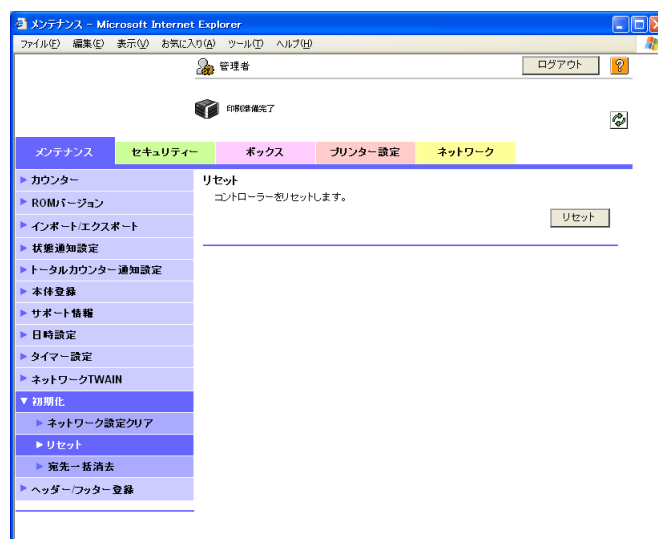 メンテナンス - Microsoft Internet Explorer
ファイル(F) 編集(E) 表示(V) お気に入り(A) ツール(T) ヘルプ(H)
管理者 ログアウト ?
印刷準備完了
メンテナンス セキュリティー ボックス プリンター設定 ネットワーク
カウンター
ROMバージョン
インポート/エクスポート
状態通知設定
トータルカウンター通知設定
本体登録
サポート情報
日時設定
タイマー設定
ネットワークTWAIN
初期化
ネットワーク設定クリア
リセット
宛先一括消去
ヘッダー/フッター登録
リセット
コントローラーをリセットします。
リセット